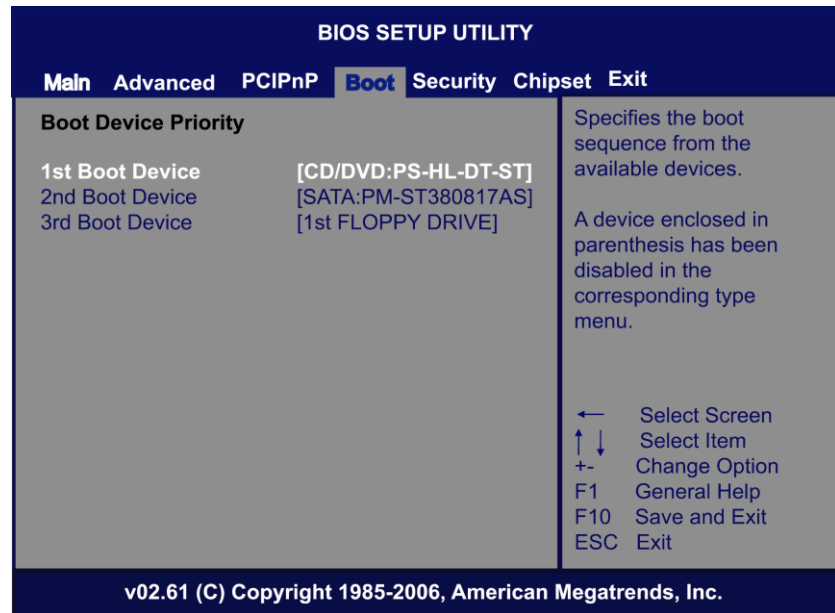 BIOS SETUP UTILITY
Main Advanced PCIPnP Boot Security Chipset Exit
Boot Device Priority
1st Boot Device [CD/DVD:PS-HL-DT-ST]
2nd Boot Device [SATA:PM-ST380817AS]
3rd Boot Device [1st FLOPPY DRIVE]
Specifies the boot
sequence from the
available devices.
A device enclosed in
parenthesis has been
disabled in the
corresponding type
menu.
← Select Screen
↑↓ Select Item
+- Change Option
F1 General Help
F10 Save and Exit
ESC Exit
v02.61 (C) Copyright 1985-2006, American Megatrends, Inc.